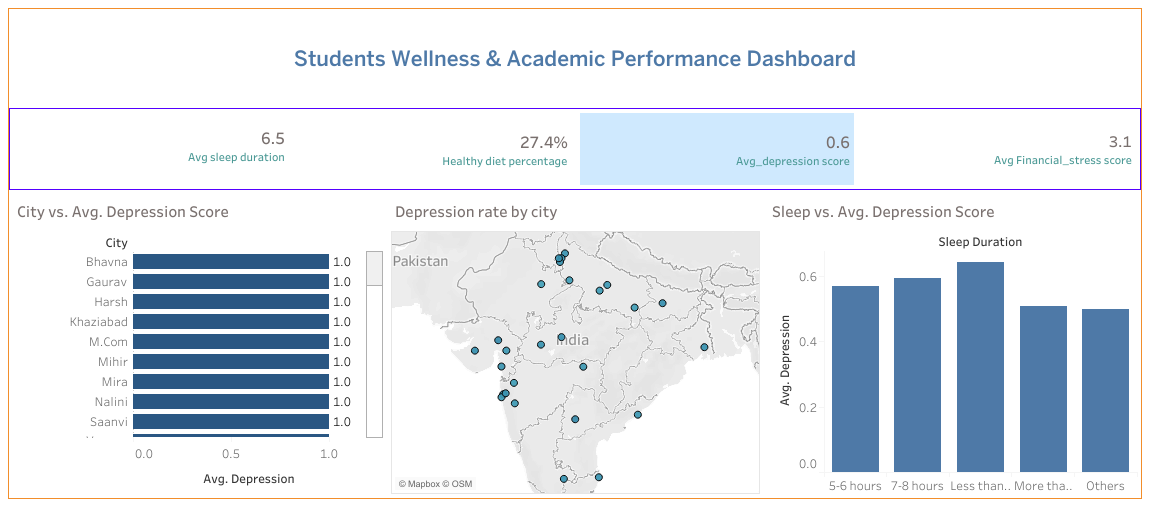 Students Wellness & Academic Performance Dashboard
6.5
Avg sleep duration
27.4%
Healthy diet percentage
0.6
Avg_depression score
3.1
Avg Financial_stress score
City vs. Avg. Depression Score
City
Bhavna 1.0
Gaurav 1.0
Harsh 1.0
Khaziabad 1.0
M.Com 1.0
Mihir 1.0
Mira 1.0
Nalini 1.0
Saanvi 1.0
0.0 0.5 1.0
Avg. Depression
Depression rate by city
Pakistan
India
© Mapbox © OSM
Sleep vs. Avg. Depression Score
Sleep Duration
Avg. Depression
0.6
0.4
0.2
0.0
5-6 hours 7-8 hours Less than.. More tha.. Others